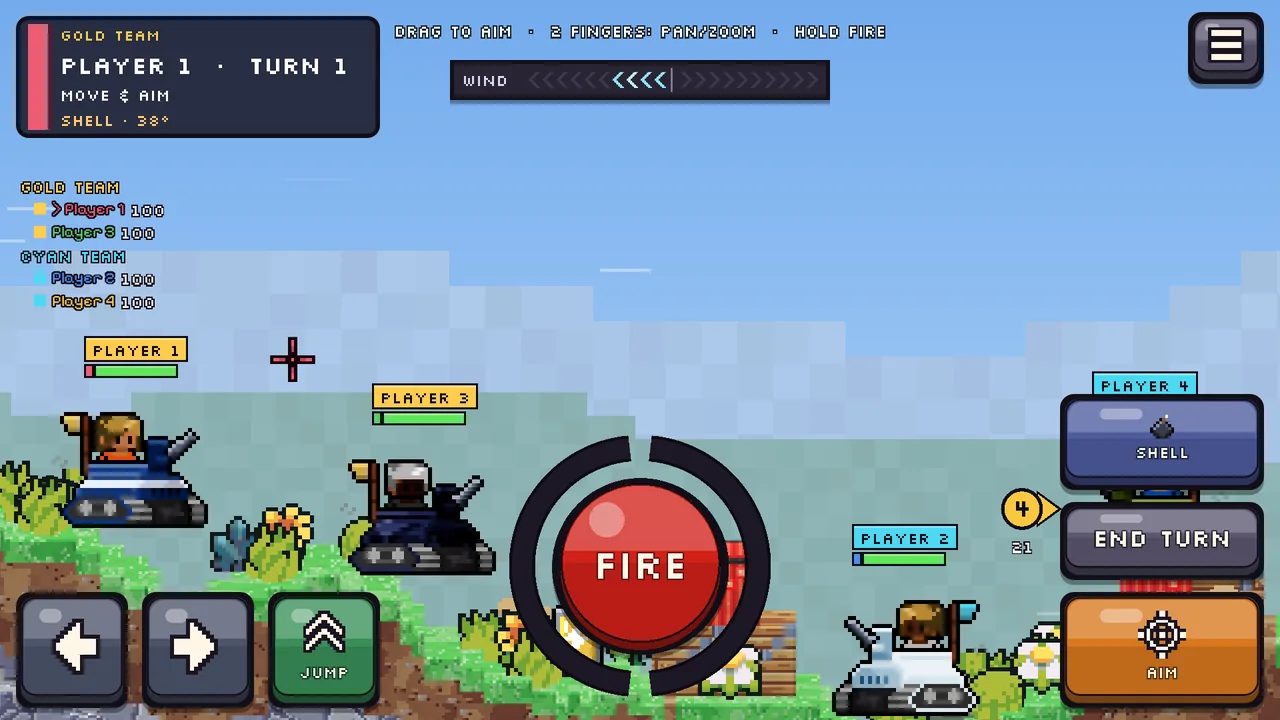 GOLD TEAM
PLAYER 1 · TURN 1
MOVE & AIM
SHELL · 38°
DRAG TO AIM · 2 FINGERS: PAN/ZOOM · HOLD FIRE
WIND
GOLD TEAM
Player 1 100
Player 3 100
CYAN TEAM
Player 2 100
Player 4 100
PLAYER 1
PLAYER 3
PLAYER 4
SHELL
4
21
END TURN
PLAYER 2
FIRE
JUMP
AIM